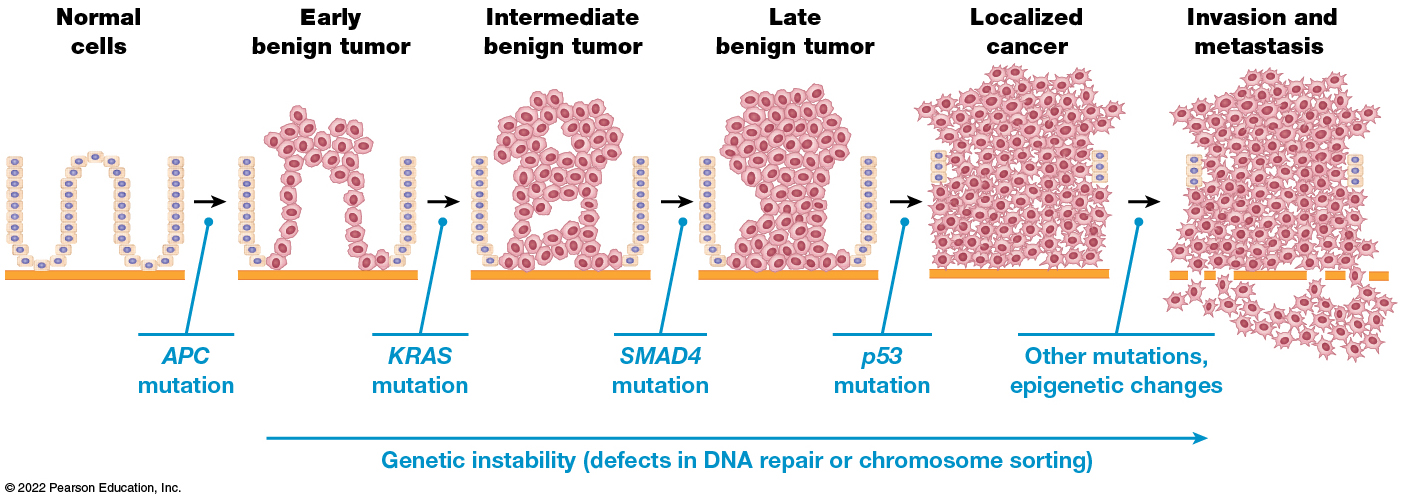 Normal
cells
Early
benign tumor
Intermediate
benign tumor
Late
benign tumor
Localized
cancer
Invasion and
metastasis
APC
mutation
KRAS
mutation
SMAD4
mutation
p53
mutation
Other mutations,
epigenetic changes
Genetic instability (defects in DNA repair or chromosome sorting)
© 2022 Pearson Education, Inc.